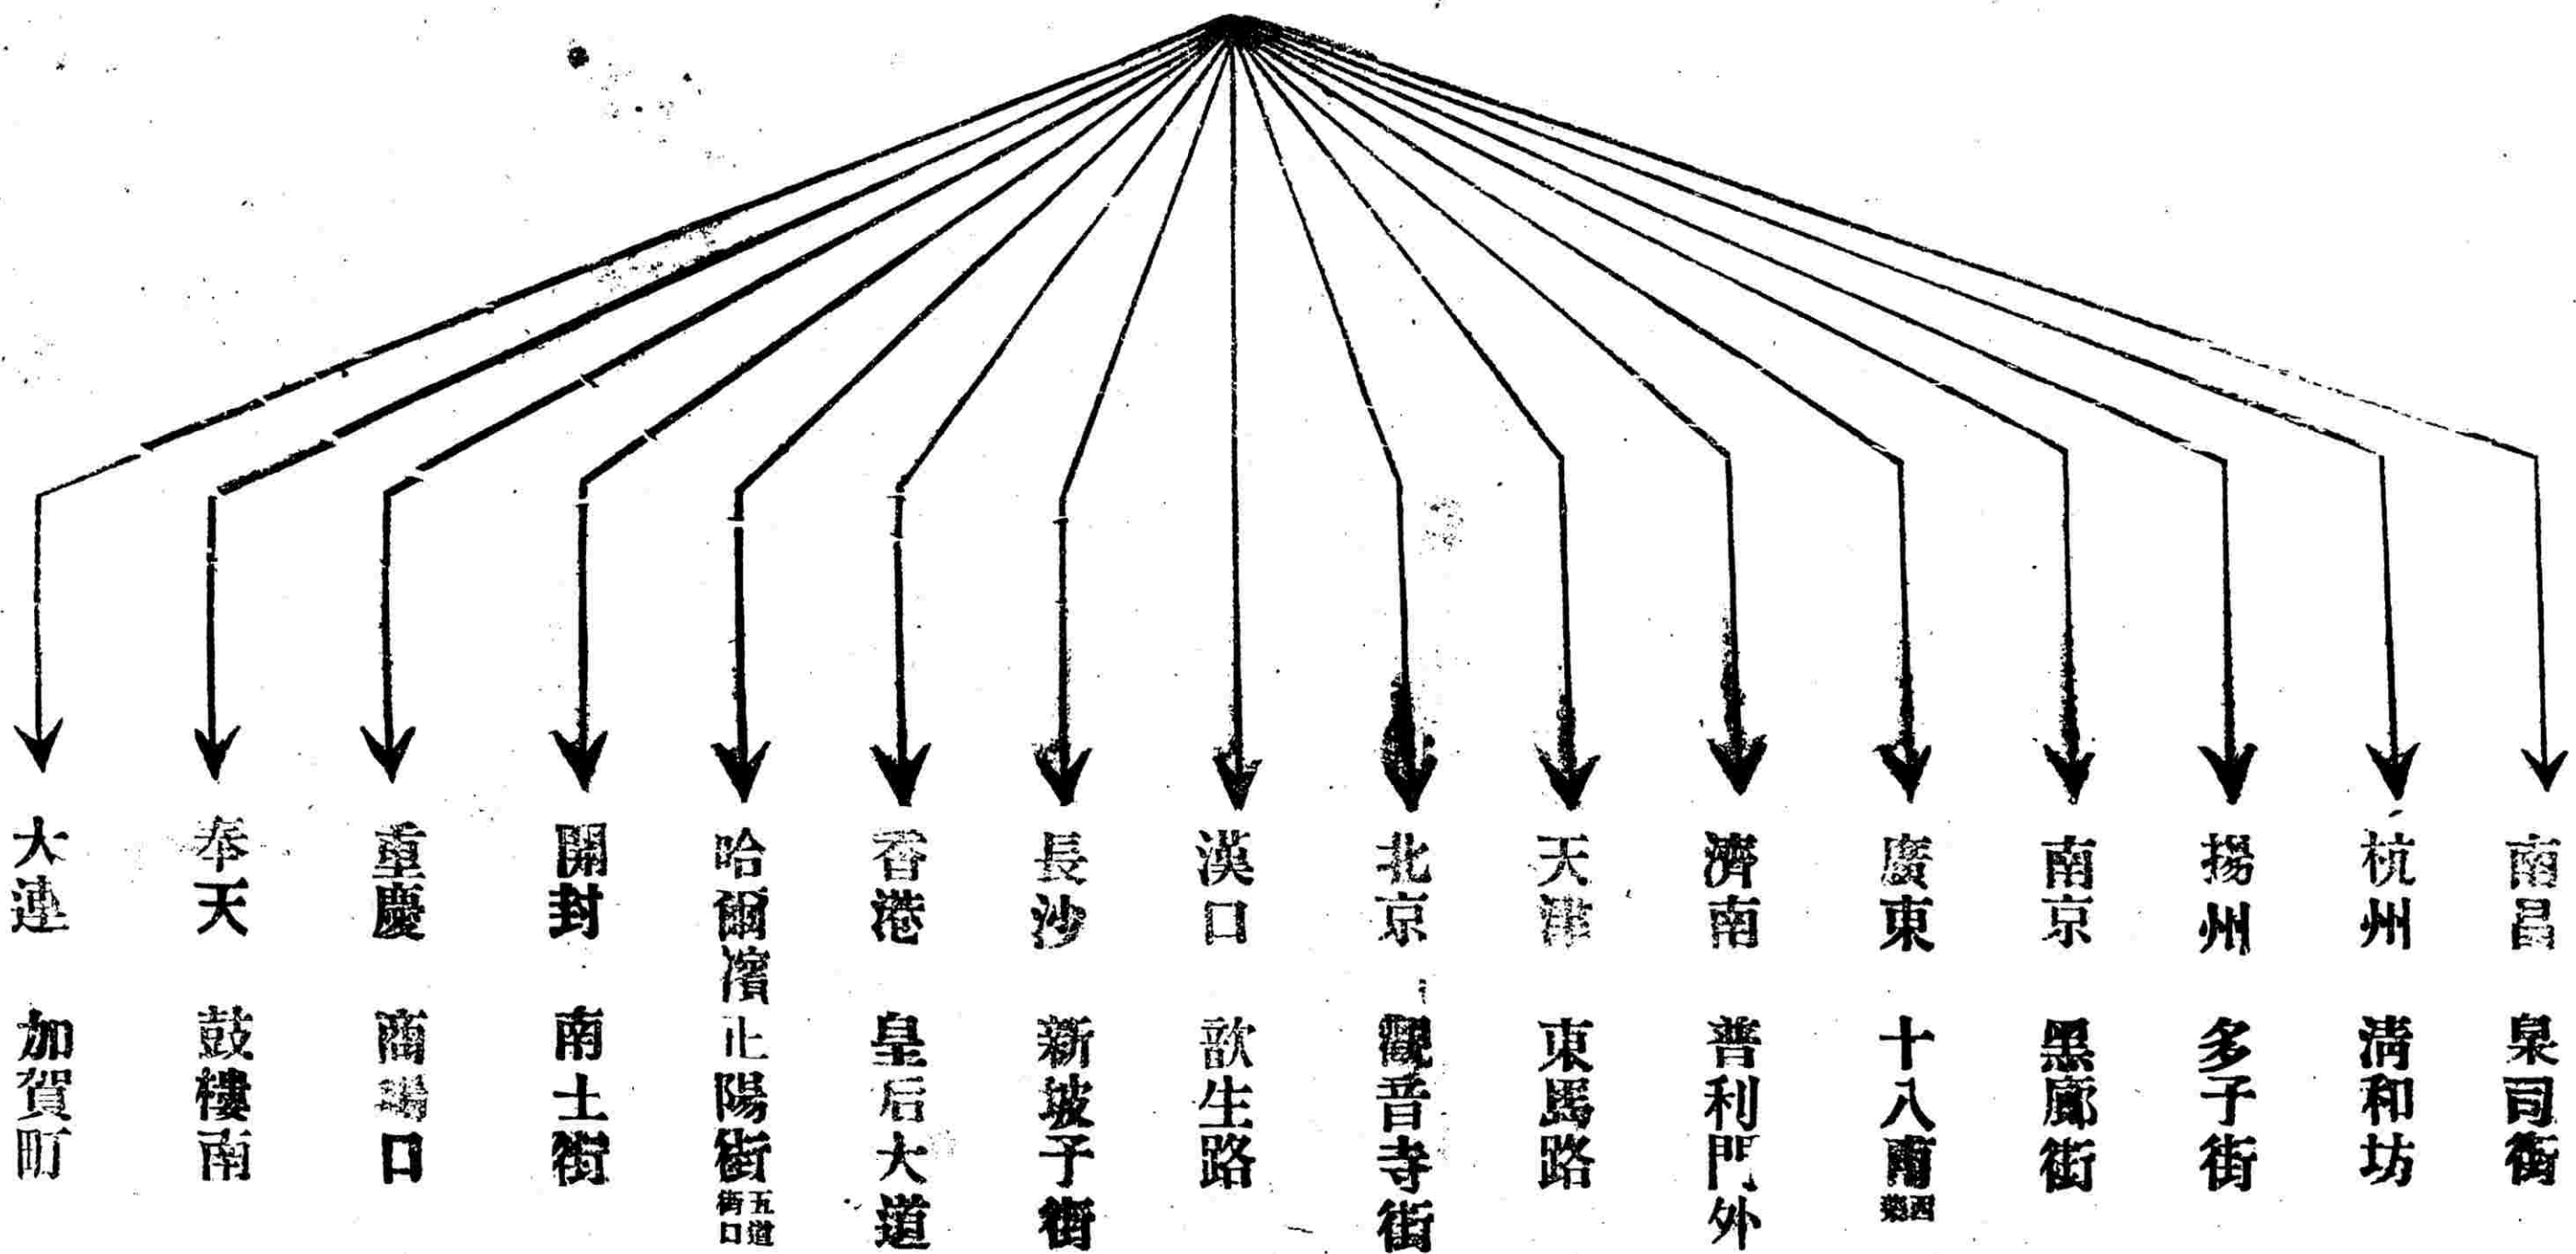 南昌 臬司街
杭州 淸和坊
揚州 多子街
南京 黑廊街
廣東 十八甫
濟南 普利門外
天津 東馬路
北京 觀音寺街
漢口 歆生路
長沙 新坡子街
香港 皇后大道
哈爾濱 正陽街五道街口
開封 南土街
重慶 商場口
奉天 鼓樓南
大連 加賀町